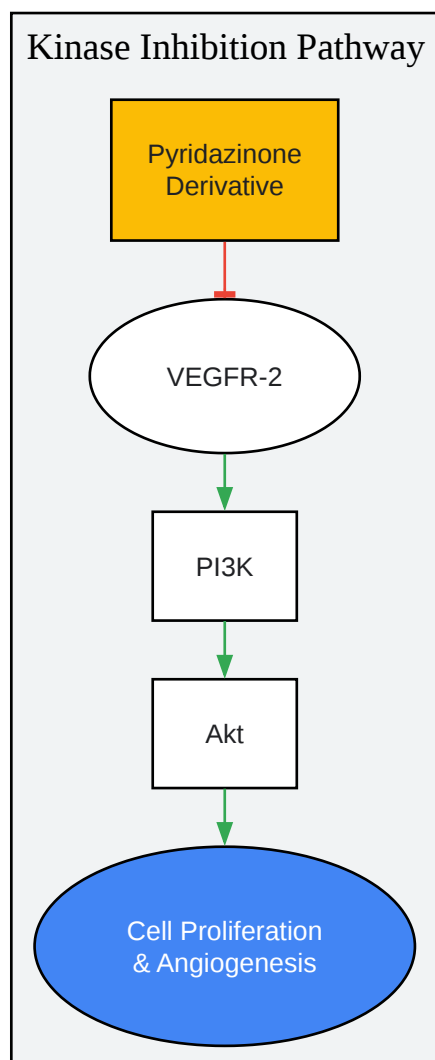 Kinase Inhibition Pathway
Pyridazinone
Derivative
VEGFR-2
PI3K
Akt
Cell Proliferation
& Angiogenesis